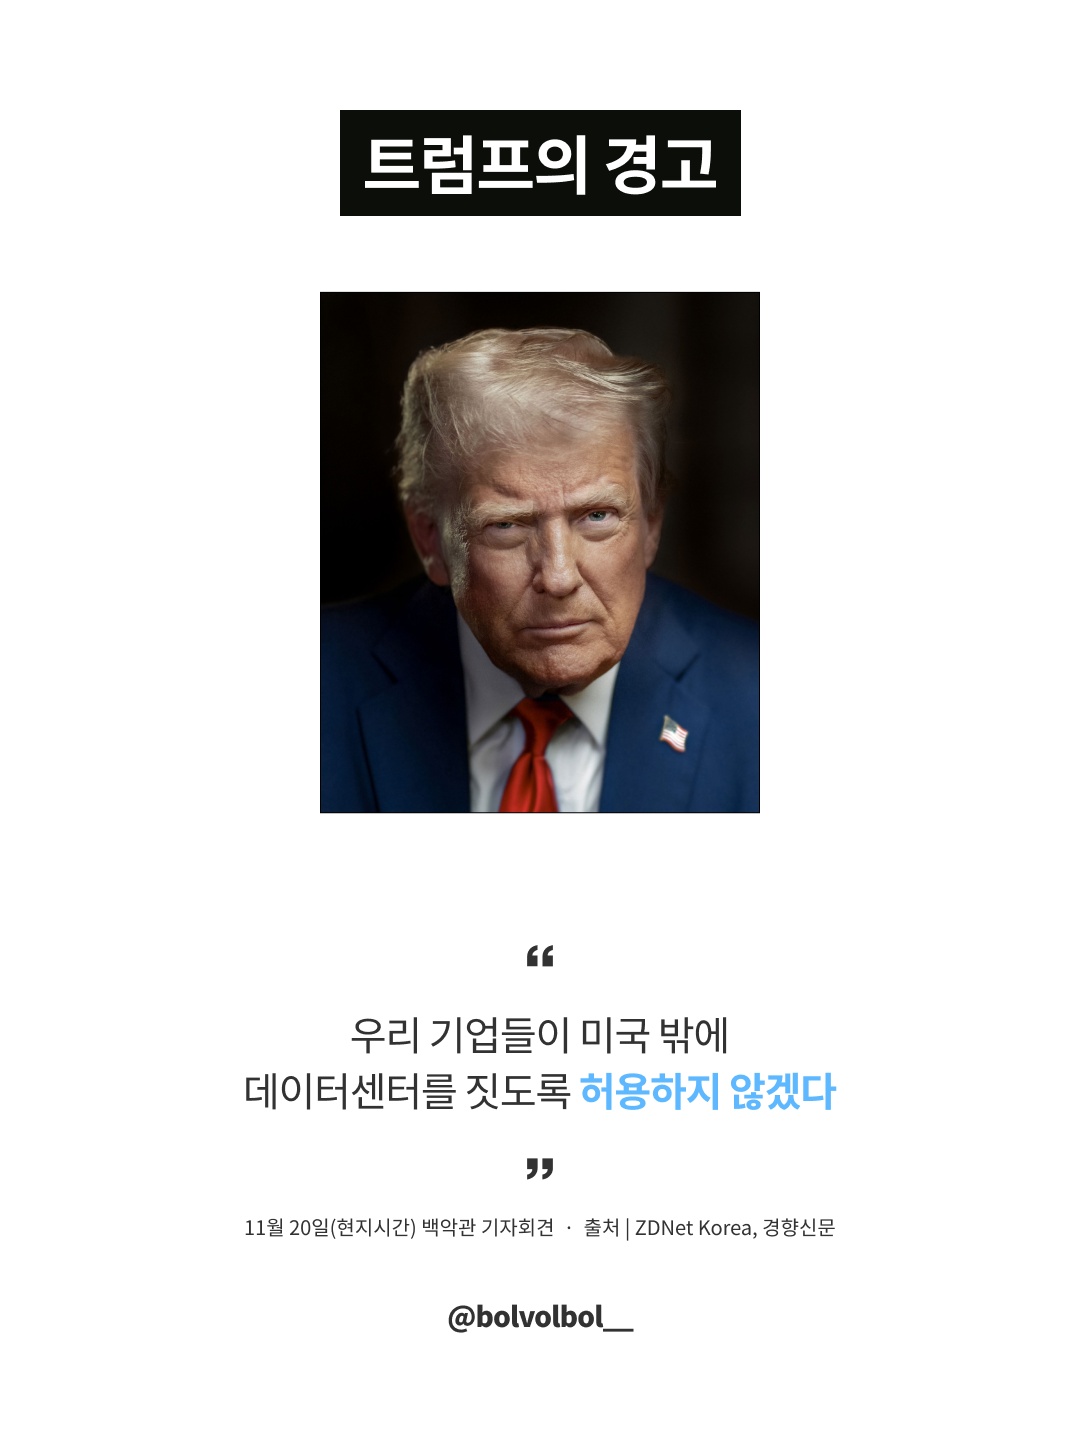 트럼프의 경고
“
우리 기업들이 미국 밖에
데이터센터를 짓도록 허용하지 않겠다
”
11월 20일(현지시간) 백악관 기자회견 · 출처 | ZDNet Korea, 경향신문
@bolvolbol__